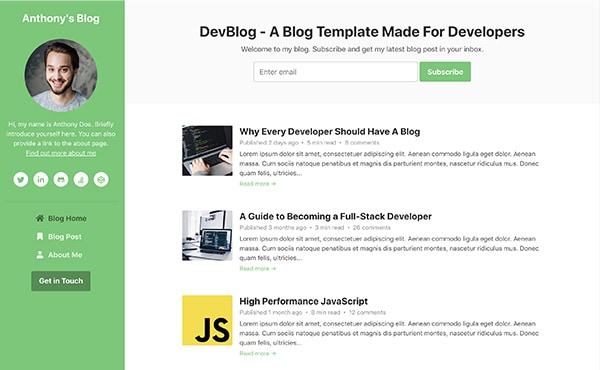 Anthony's Blog
Hi, my name is Anthony Doe. Briefly
introduce yourself here. You can also
provide a link to the about page.
Find out more about me
Blog Home
Blog Post
About Me
Get in Touch
DevBlog - A Blog Template Made For Developers
Welcome to my blog. Subscribe and get my latest blog post in your inbox.
Enter email
Subscribe
Why Every Developer Should Have A Blog
Published 2 days ago • 5 min read • 8 comments
Lorem ipsum dolor sit amet, consectetuer adipiscing elit. Aenean commodo ligula eget dolor. Aenean
massa. Cum sociis natoque penatibus et magnis dis parturient montes, nascetur ridiculus mus. Donec
quam felis, ultricies...
Read more →
A Guide to Becoming a Full-Stack Developer
Published 3 months ago • 3 min read • 26 comments
Lorem ipsum dolor sit amet, consectetuer adipiscing elit. Aenean commodo ligula eget dolor. Aenean
massa. Cum sociis natoque penatibus et magnis dis parturient montes, nascetur ridiculus mus. Donec
quam felis, ultricies...
Read more →
JS
High Performance JavaScript
Published 1 month ago • 8 min read • 12 comments
Lorem ipsum dolor sit amet, consectetuer adipiscing elit. Aenean commodo ligula eget dolor. Aenean
massa. Cum sociis natoque penatibus et magnis dis parturient montes, nascetur ridiculus mus. Donec
quam felis, ultricies...
Read more →